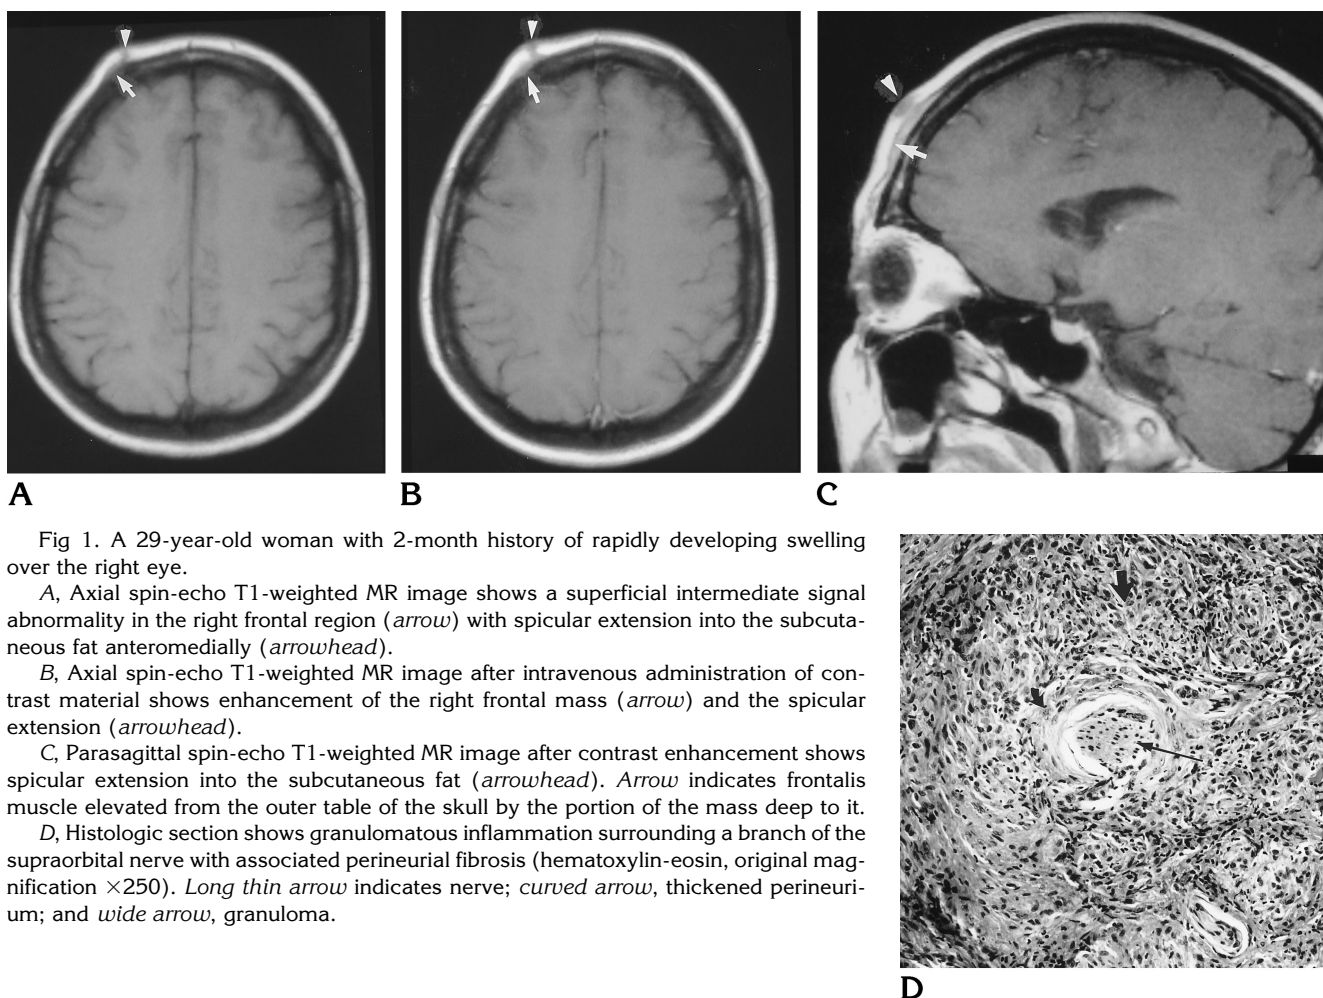 A
B
C
Fig 1. A 29-year-old woman with 2-month history of rapidly developing swelling
over the right eye.
A, Axial spin-echo T1-weighted MR image shows a superficial intermediate signal
abnormality in the right frontal region (arrow) with spicular extension into the subcuta-
neous fat anteromedially (arrowhead).
B, Axial spin-echo T1-weighted MR image after intravenous administration of con-
trast material shows enhancement of the right frontal mass (arrow) and the spicular
extension (arrowhead).
C, Parasagittal spin-echo T1-weighted MR image after contrast enhancement shows
spicular extension into the subcutaneous fat (arrowhead). Arrow indicates frontalis
muscle elevated from the outer table of the skull by the portion of the mass deep to it.
D, Histologic section shows granulomatous inflammation surrounding a branch of the
supraorbital nerve with associated perineurial fibrosis (hematoxylin-eosin, original mag-
nification ×250). Long thin arrow indicates nerve; curved arrow, thickened perineuri-
um; and wide arrow, granuloma.
D